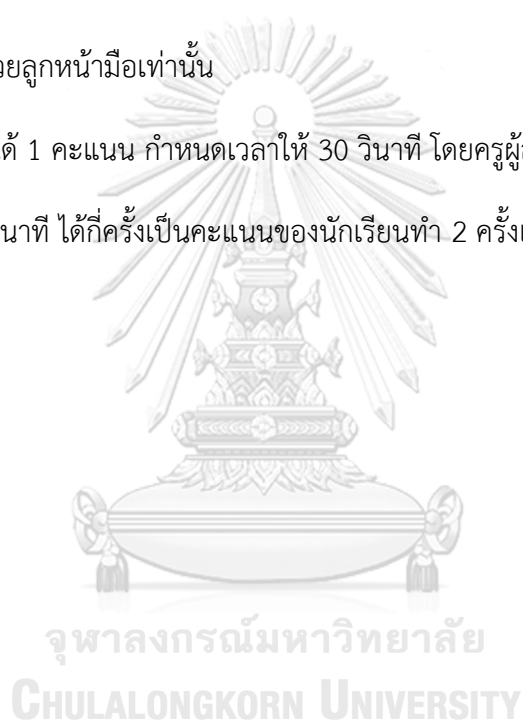 ยลูกหน้ามือเท่านั้น
ด้ 1 คะแนน กำหนดเวลาให้ 30 วินาที โดยครูผู้
นาที ได้กี่ครั้งเป็นคะแนนของนักเรียนทำ 2 ครั้ง
จุฬาลงกรณ์มหาวิทยาลัย
CHULALONGKORN UNIVERSITY